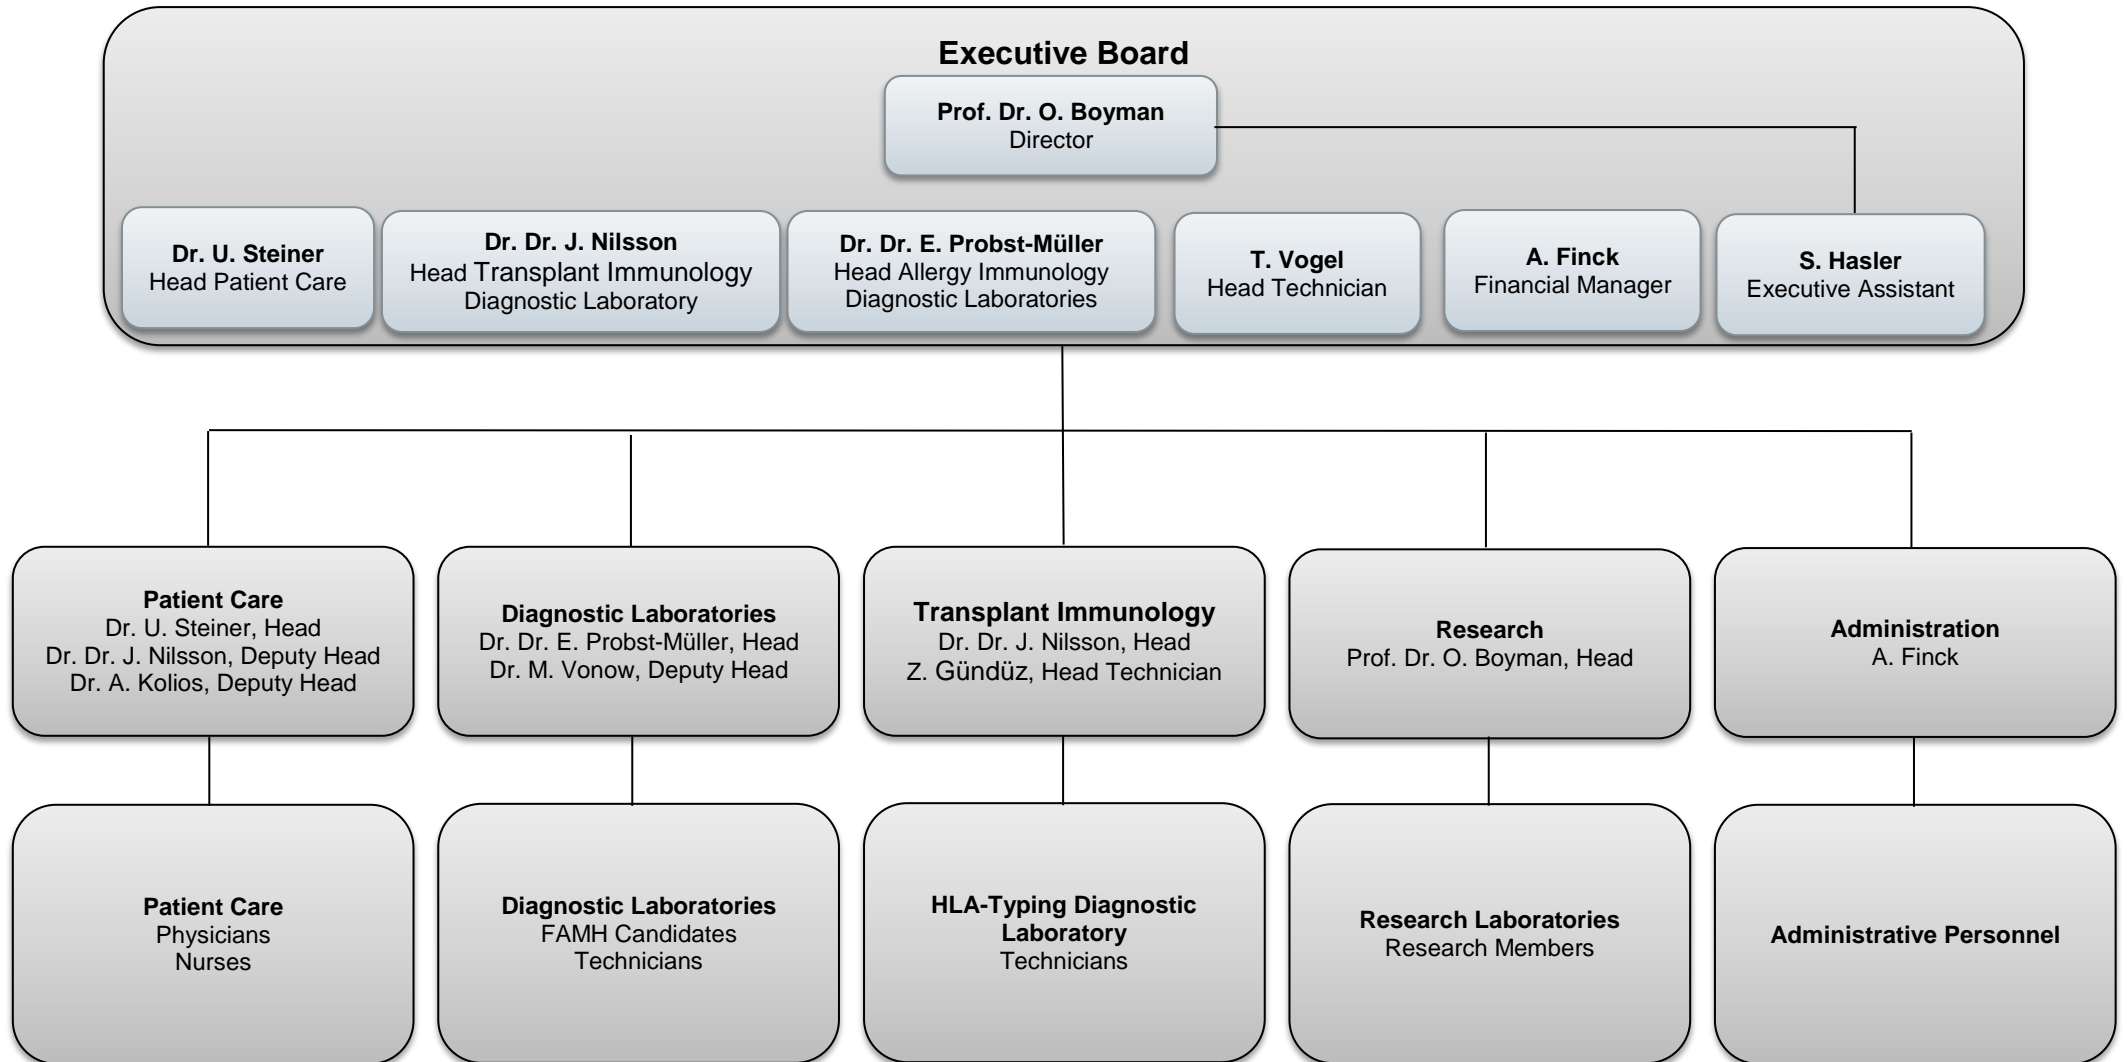 Executive Board
Prof. Dr. O. Boyman
Director
Dr. U. Steiner
Head Patient Care
Dr. Dr. J. Nilsson
Head Transplant Immunology
Diagnostic Laboratory
Dr. Dr. E. Probst-Müller
Head Allergy Immunology
Diagnostic Laboratories
T. Vogel
Head Technician
A. Finck
Financial Manager
S. Hasler
Executive Assistant
Patient Care
Dr. U. Steiner, Head
Dr. Dr. J. Nilsson, Deputy Head
Dr. A. Kolios, Deputy Head
Diagnostic Laboratories
Dr. Dr. E. Probst-Müller, Head
Dr. M. Vonow, Deputy Head
Transplant Immunology
Dr. Dr. J. Nilsson, Head
Z. Gündüz, Head Technician
Research
Prof. Dr. O. Boyman, Head
Administration
A. Finck
Patient Care
Physicians
Nurses
Diagnostic Laboratories
FAMH Candidates
Technicians
HLA-Typing Diagnostic
Laboratory
Technicians
Research Laboratories
Research Members
Administrative Personnel